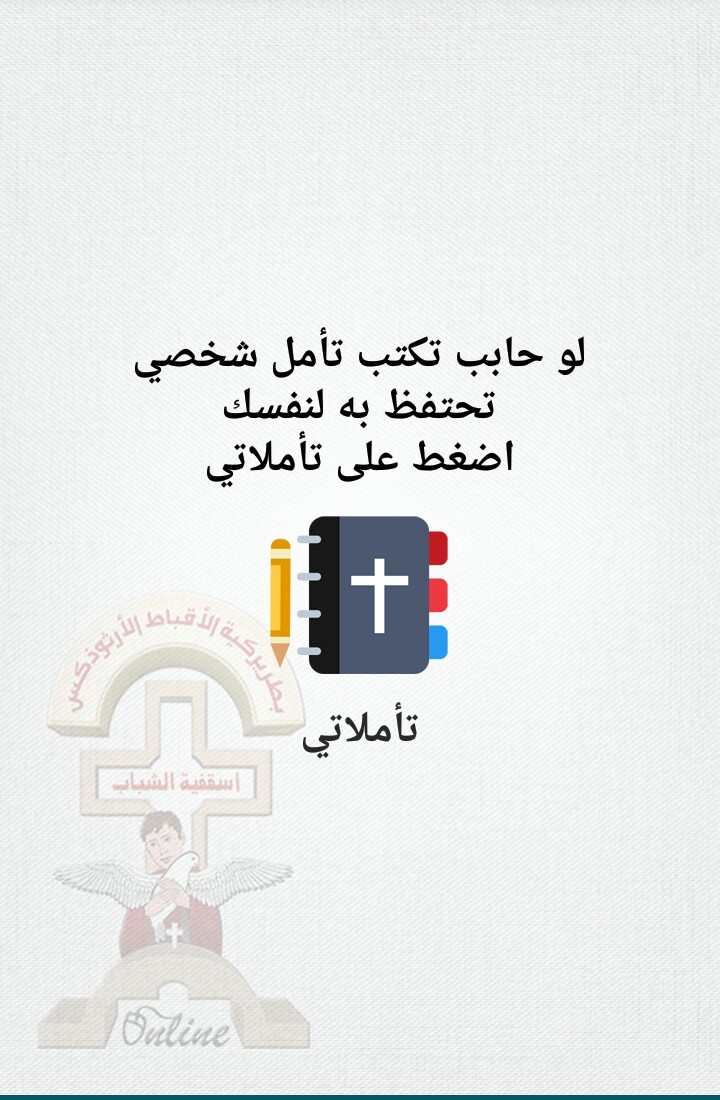 لو حابب تكتب تأمل شخصي
تحتفظ به لنفسك
اضغط على تأملاتي
تأملاتي
بطريركية الأقباط الأرثوذكس
أسقفية الشباب
Online